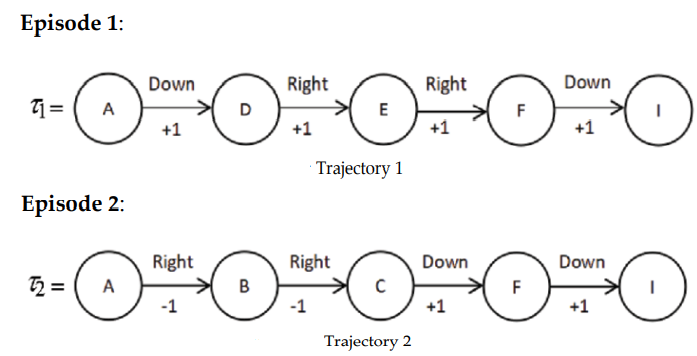 Episode 1:
Down Right Right Down
τ1 = A D E F I
+1 +1 +1 +1
Trajectory 1
Episode 2:
Right Right Down Down
τ2 = A B C F I
-1 -1 +1 +1
Trajectory 2